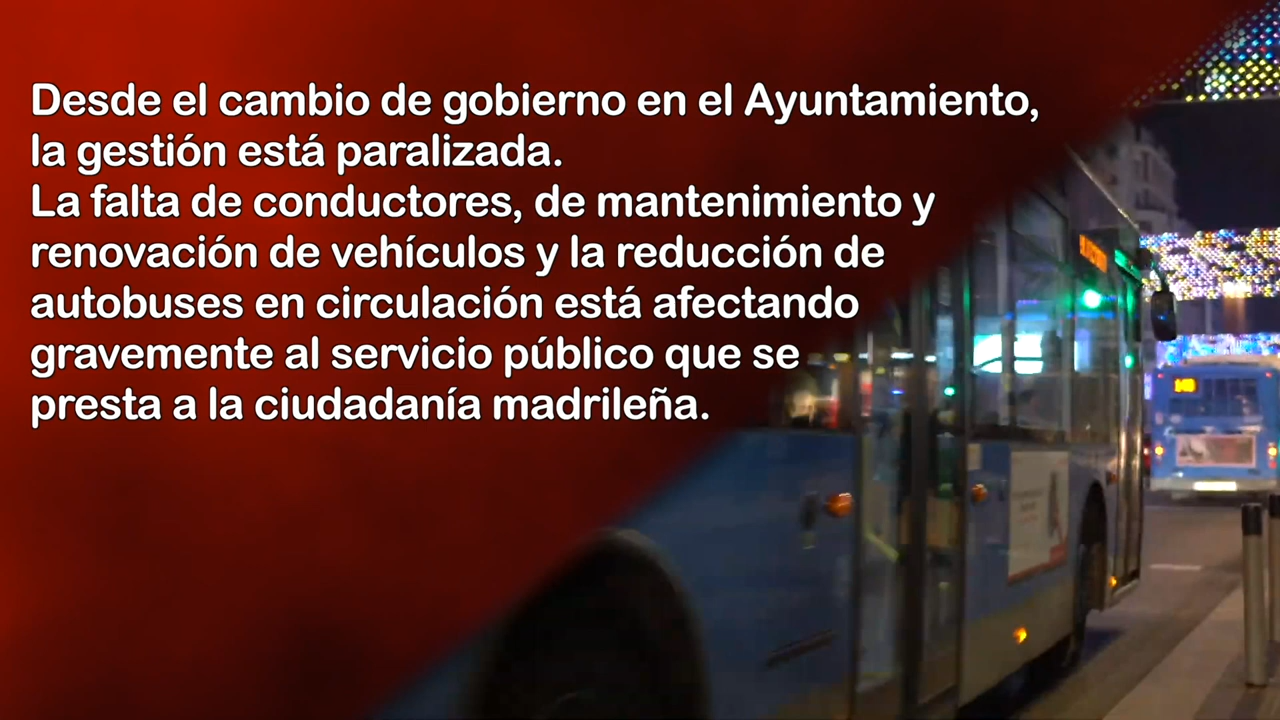 Desde el cambio de gobierno en el Ayuntamiento,
la gestión está paralizada.
La falta de conductores, de mantenimiento y
renovación de vehículos y la reducción de
autobuses en circulación está afectando
gravemente al servicio público que se
presta a la ciudadanía madrileña.